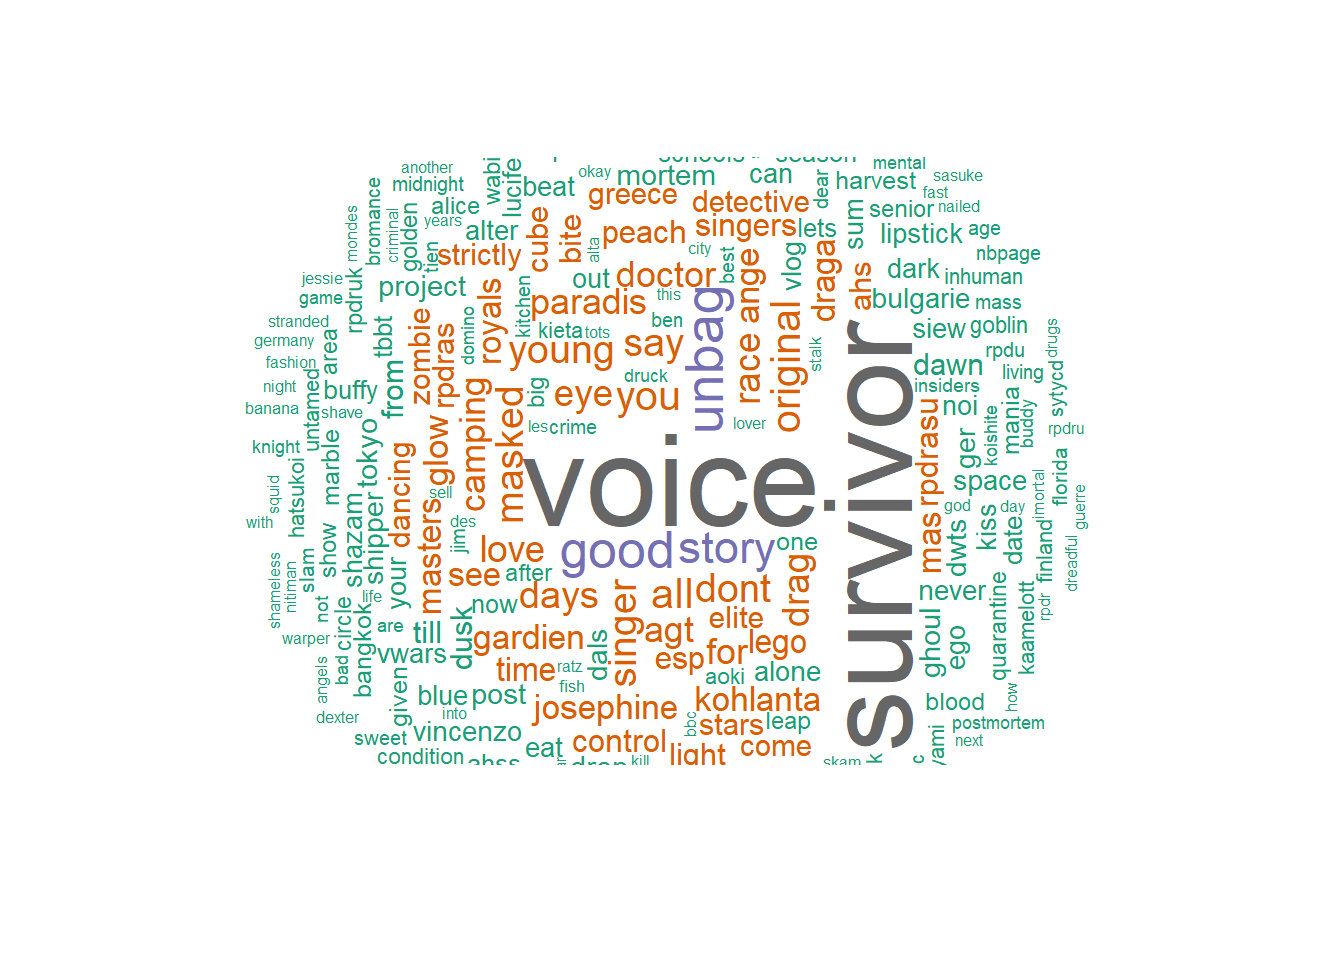 another
wabi
lucife
okay
schools
season
mental
midnight
beat
mortem
can
dear
harvest
sasuke
fast
mondes
bromance
criminal
golden
alice
years
tien
alter
strictly
cube
bite
greece
alta
peach
detective
singers
lets
city
sum
senior
nailed
lipstick
age
nbpage
jessie
game
rpdruk
project
royals
out
doctor
best
vlog
draga
ahs
dark
inhuman
stranded
tbbt
zombie
rpdras
domino
kitchen
paradis
this
unbag
race
ange
original
stalk
bulgarie
mass
germany
area
kieta
tots
ben
siew
goblin
drugs
fashion
young
say
survivor
dawn
rpdu
living
night
untamed
buffy
from
big
eye
druck
you
insiders
sytycd
banana
shave
glow
camping
masked
les
crime
lover
rpdrasu
noi
koishite
mania
buddy
rpdru
knight
hatsukoi
marble
tokyo
dancing
voice
ger
space
florida
squid
with
show
shazam
shipper
masters
sell
des
jim
-
mas
dwts
god
kiss
day
date
imortal
finland
guerre
shameless
nitiman
slam
not
your
love
good
story
one
dreadful
see
after
life
circle
bangkok
now
days
singer
all
dont
drag
never
quarantine
kaamelott
rpdr
warper
are
till
dusk
gardien
agt
elite
ghoul
ego
angels
bad
vwars
time
ratz
dals
esp
for
lego
aoki
alone
dexter
given
blue
post
fish
kohlanta
blood
how
into
josephine
bbc
stars
leap
postmortem
sweet
vincenzo
eat
control
come
next
condition
ahss
drop
kill
light
skam
k
c
yami